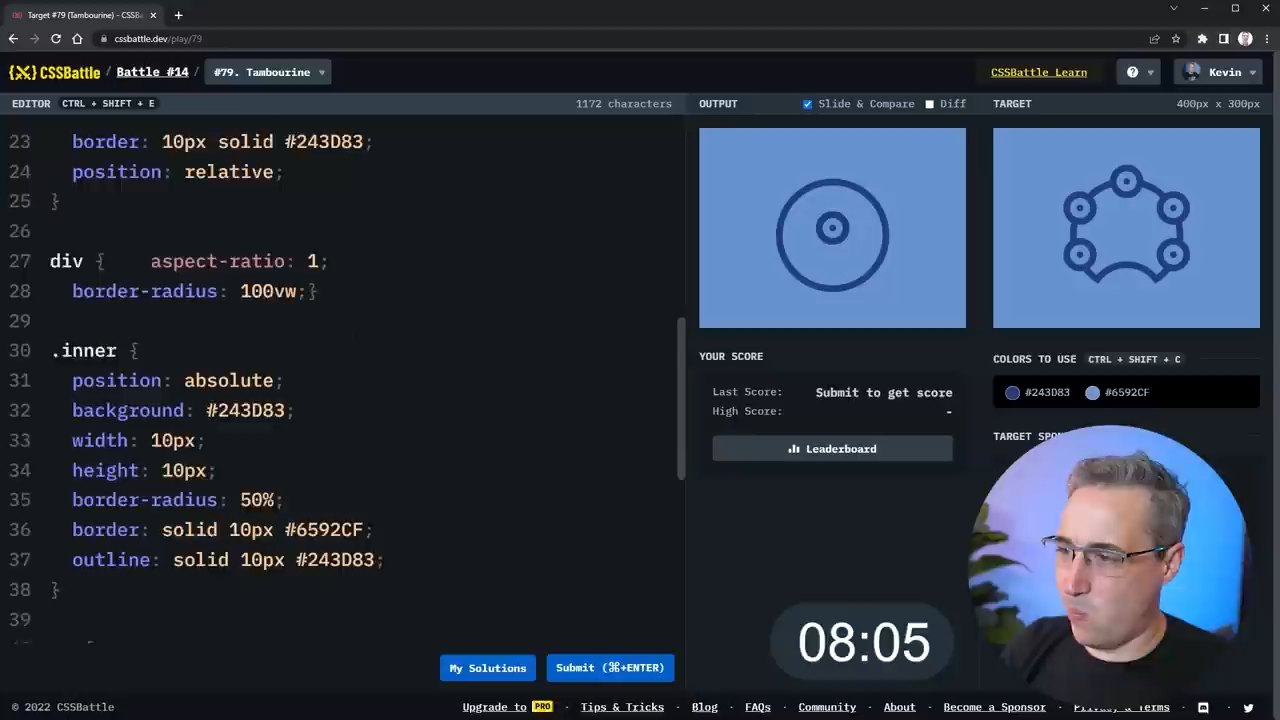 Target #79 (Tambourine) - CSSB
cssbattle.dev/play/79
{X} CSSBattle / Battle #14 / #79. Tambourine
CSSBattle Learn
? Kevin
EDITOR CTRL + SHIFT + E 1172 characters
OUTPUT Slide & Compare Diff
TARGET 400px x 300px
23 border: 10px solid #243D83;
24 position: relative;
25 }
26
27 div { aspect-ratio: 1;
28 border-radius: 100vw;}
29
30 .inner {
31 position: absolute;
32 background: #243D83;
33 width: 10px;
34 height: 10px;
35 border-radius: 50%;
36 border: solid 10px #6592CF;
37 outline: solid 10px #243D83;
38 }
39
YOUR SCORE
Last Score: Submit to get score
High Score: -
Leaderboard
COLORS TO USE CTRL + SHIFT + C
#243D83 #6592CF
08:05
My Solutions Submit (⌘+ENTER)
© 2022 CSSBattle
Upgrade to PRO · Tips & Tricks · Blog · FAQs · Community · About · Become a Sponsor · Privacy & Terms